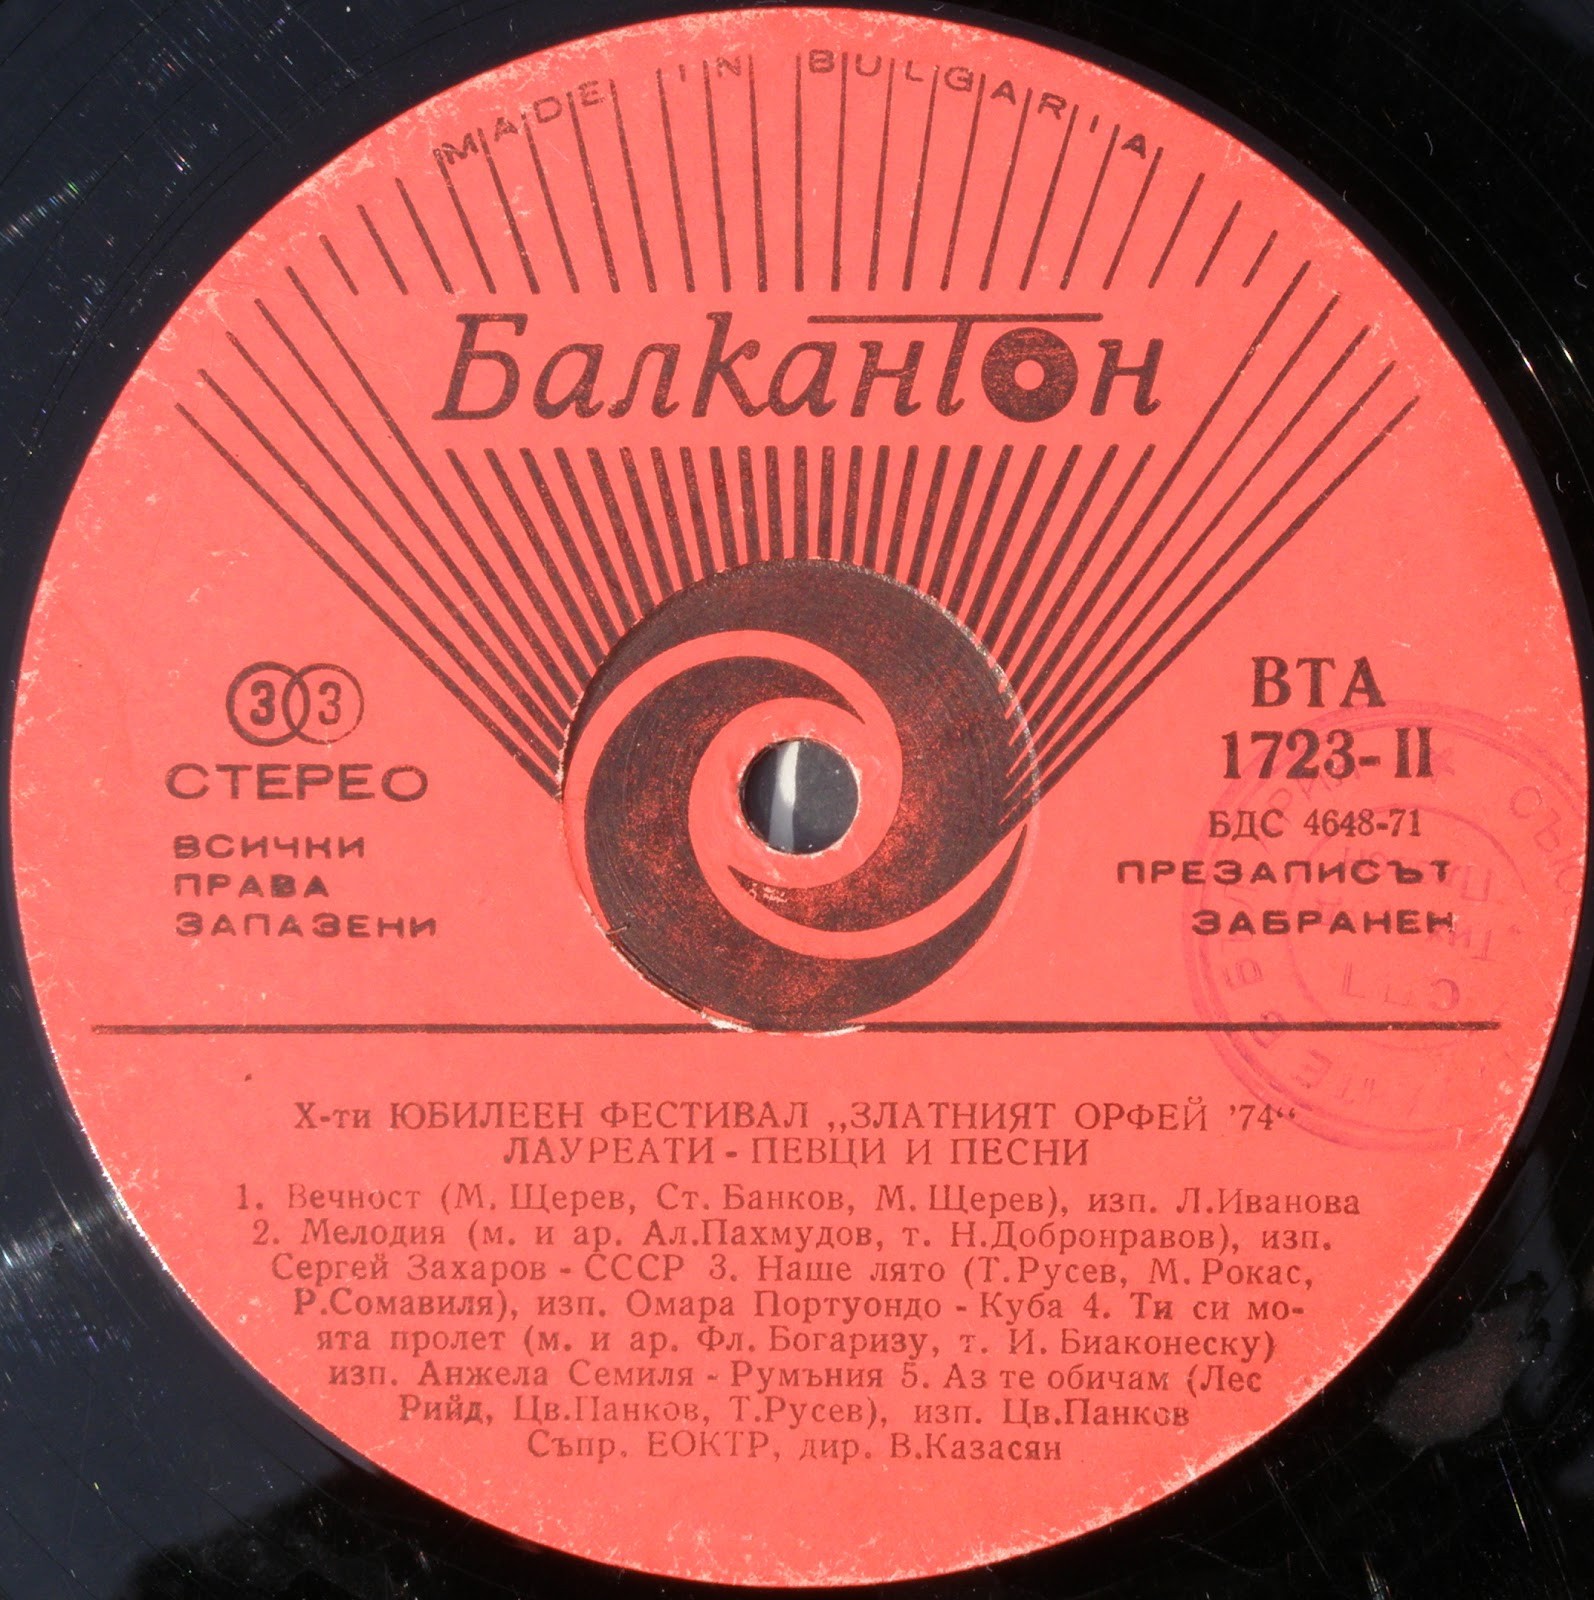 MADE IN BULGARIA
Балкантон
33
СТЕРЕО
ВСИЧКИ
ПРАВА
ЗАПАЗЕНИ
ВТА
1723-II
БДС 4648-71
ПРЕЗАПИСЪТ
ЗАБРАНЕН
X-ти ЮБИЛЕЕН ФЕСТИВАЛ „ЗЛАТНИЯТ ОРФЕЙ '74“
ЛАУРЕАТИ - ПЕВЦИ И ПЕСНИ
1. Вечност (М. Щерев, Ст. Банков, М. Щерев), изп. Л.Иванова
2. Мелодия (м. и ар. Ал.Пахмудов, т. Н.Добронравов), изп.
Сергей Захаров - СССР 3. Наше лято (Т.Русев, М. Рокас,
Р.Сомавиля), изп. Омара Портуондо - Куба 4. Ти си мо-
ята пролет (м. и ар. Фл. Богаризу, т. И. Биаконеску)
изп. Анжела Семиля - Румъния 5. Аз те обичам (Лес
Рийд, Цв.Панков, Т.Русев), изп. Цв.Панков
Съпр. ЕОКТР, дир. В.Казасян